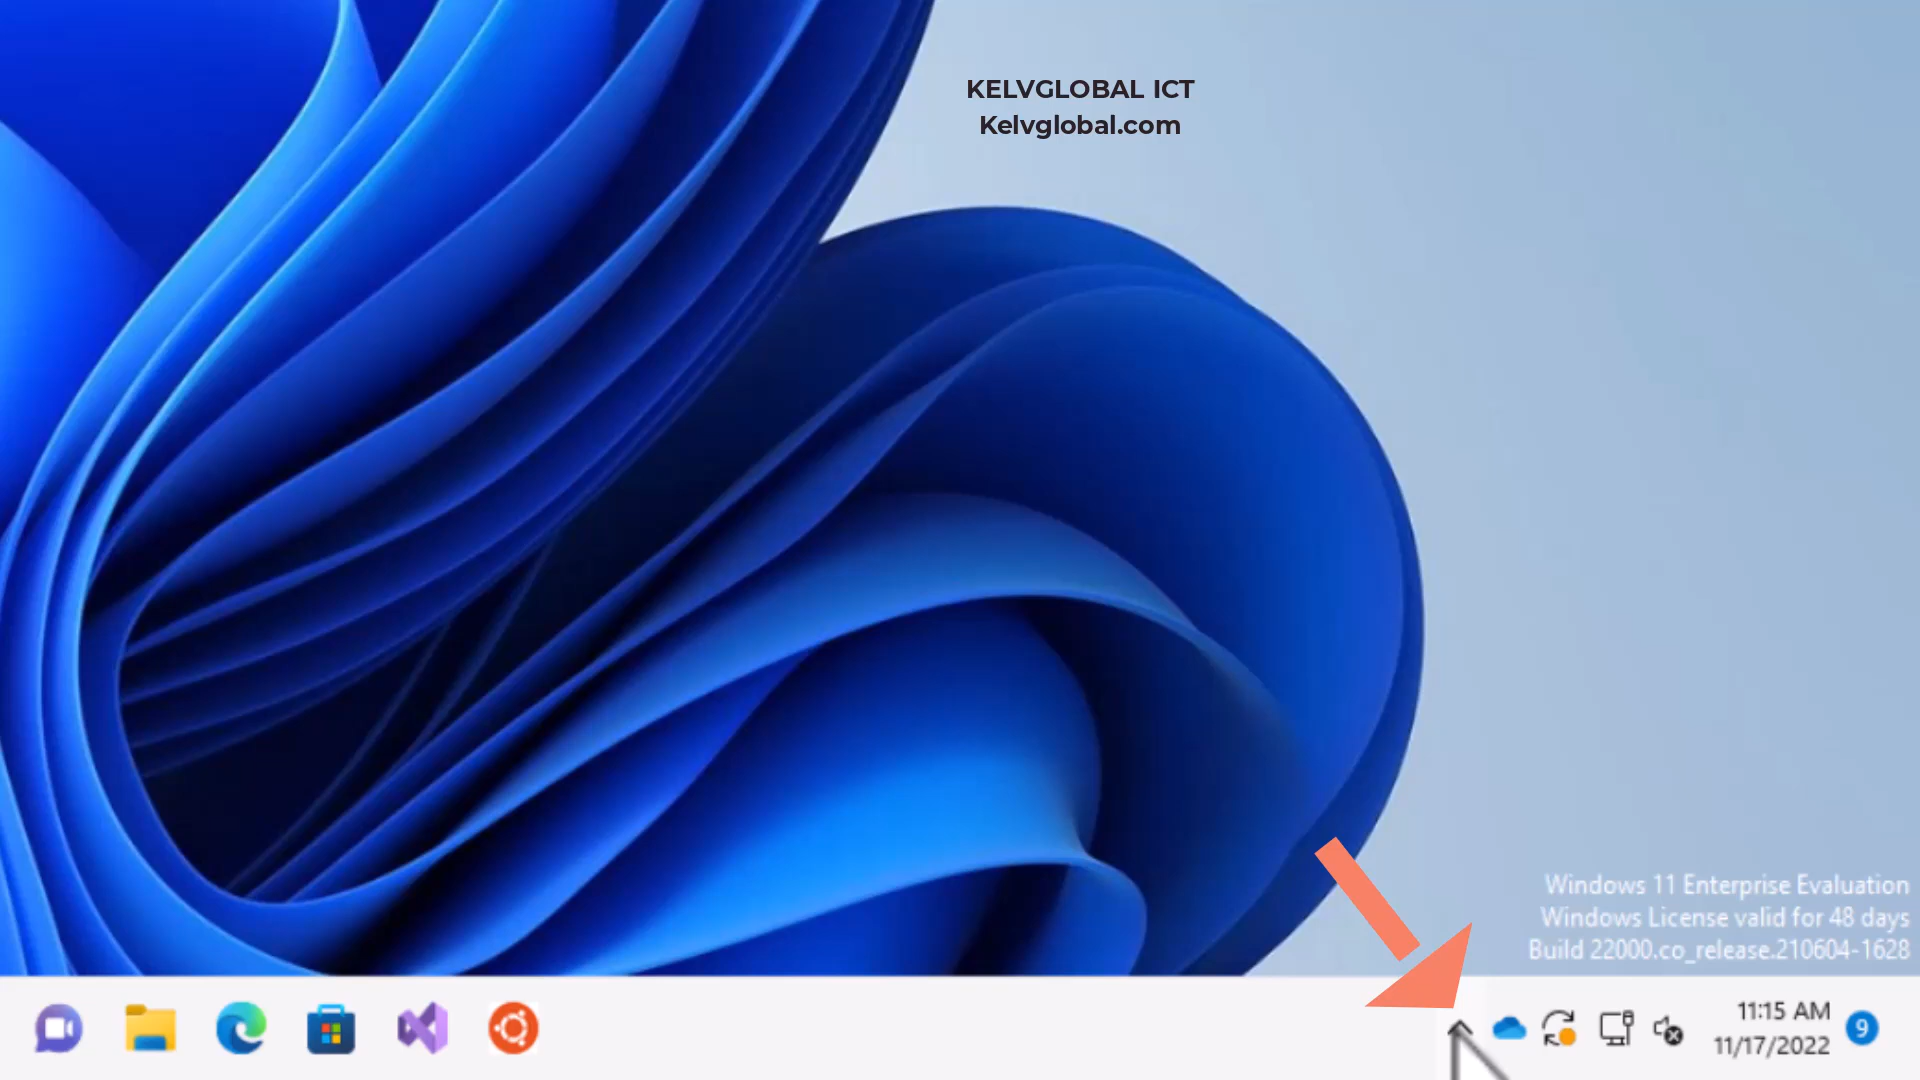 KELVGLOBAL ICT
Kelvglobal.com
Windows 11 Enterprise Evaluation
Windows License valid for 48 days
Build 22000.co_release.210604-1628
11:15 AM
11/17/2022
9